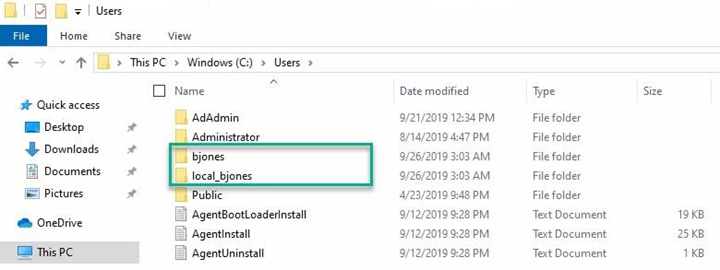 Users
File Home Share View
This PC > Windows (C:) > Users >
Name Date modified Type Size
Quick access
Desktop
Downloads
Documents
Pictures
OneDrive
This PC
AdAdmin 9/21/2019 12:34 PM File folder
Administrator 8/14/2019 4:47 PM File folder
bjones 9/26/2019 3:03 AM File folder
local_bjones 9/26/2019 3:03 AM File folder
Public 4/23/2019 9:48 PM File folder
AgentBootLoaderInstall 9/12/2019 9:28 PM Text Document 19 KB
AgentInstall 9/12/2019 9:28 PM Text Document 25 KB
AgentUninstall 9/12/2019 9:28 PM Text Document 1 KB